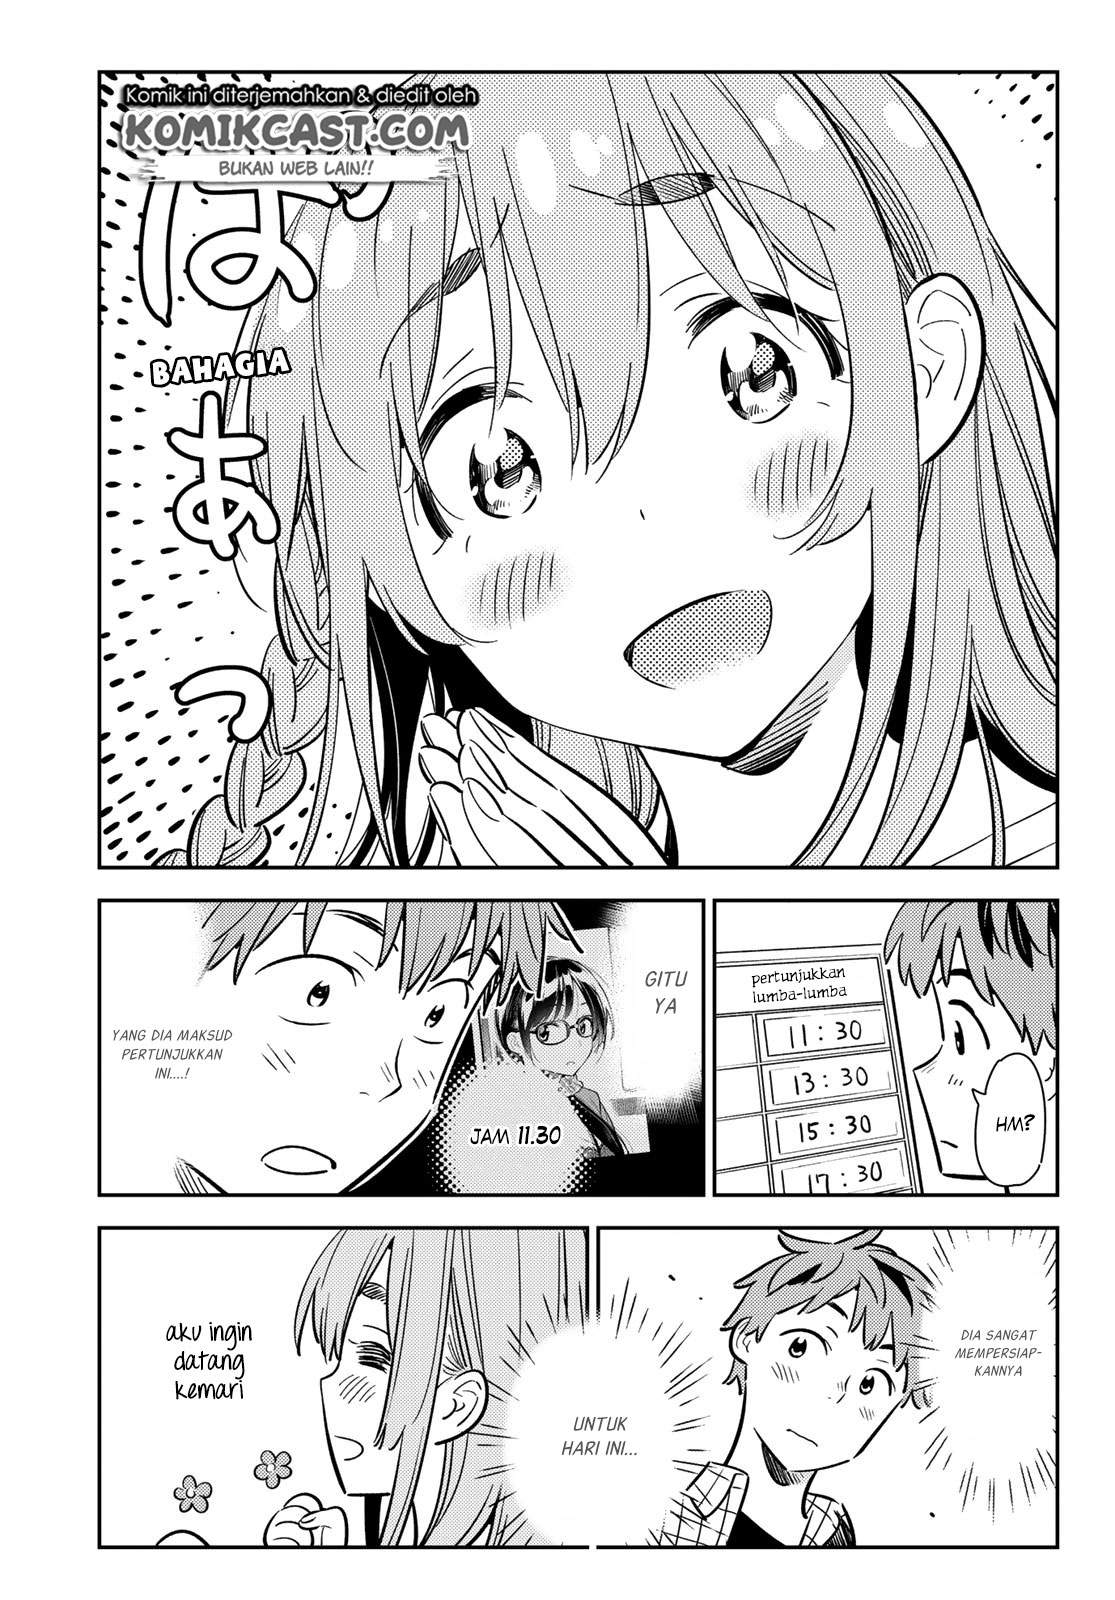 Komik ini diterjemahkan & diedit oleh
KOMIKCAST.COM
BUKAN WEB LAIN!!
ぱ
BAHAGIA
あ
っ
pertunjukkan
lumba-lumba
11:30
13:30
15:30
17:30
HM?
GITU
YA
JAM 11.30
YANG DIA MAKSUD
PERTUNJUKKAN
INI....!
DIA SANGAT
MEMPERSIAP-
KANNYA
UNTUK
HARI INI...
aku ingin
datang
kemari